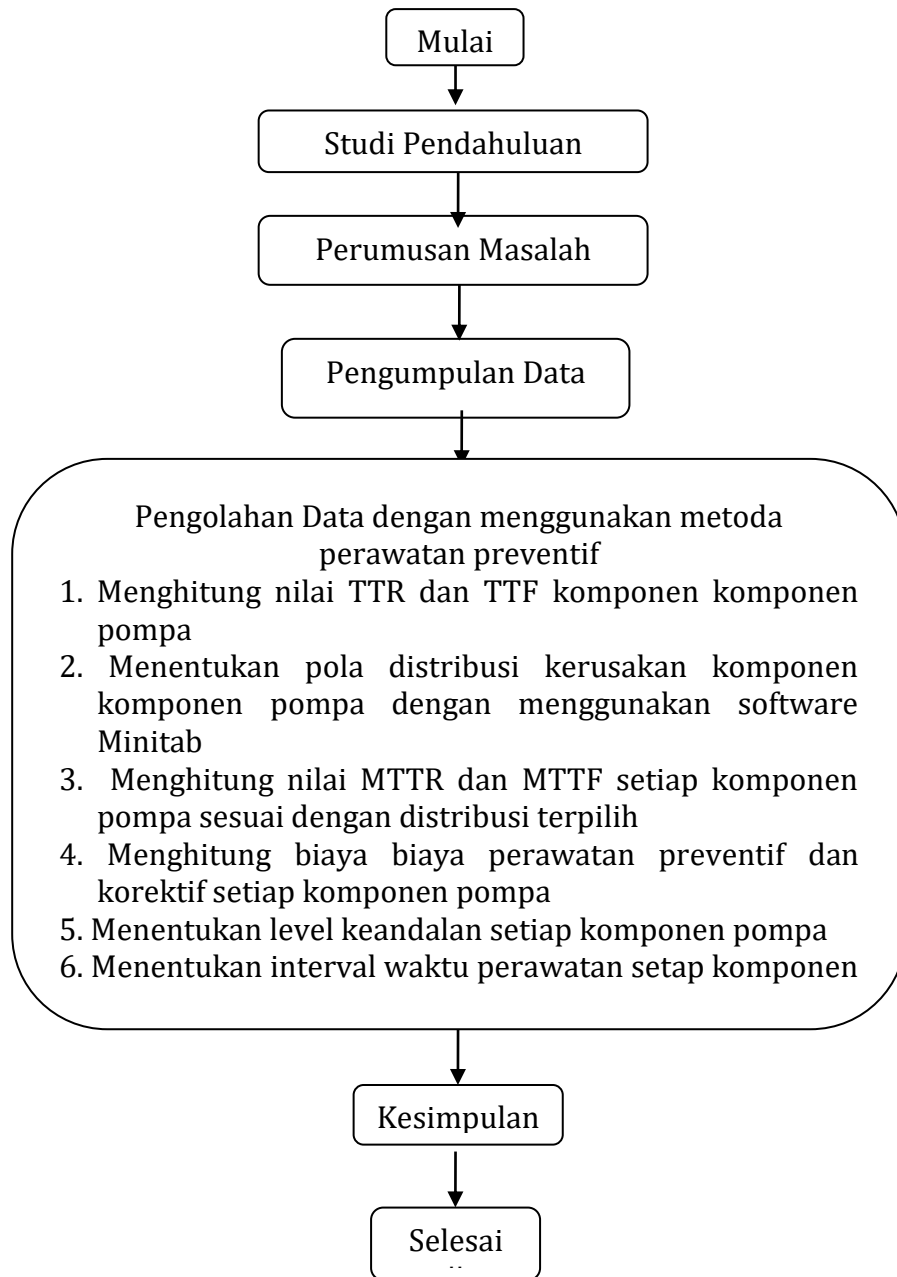 Mulai
Studi Pendahuluan
Perumusan Masalah
Pengumpulan Data
Pengolahan Data dengan menggunakan metoda
perawatan preventif
1. Menghitung nilai TTR dan TTF komponen komponen
pompa
2. Menentukan pola distribusi kerusakan komponen
komponen pompa dengan menggunakan software
Minitab
3. Menghitung nilai MTTR dan MTTF setiap komponen
pompa sesuai dengan distribusi terpilih
4. Menghitung biaya biaya perawatan preventif dan
korektif setiap komponen pompa
5. Menentukan level keandalan setiap komponen pompa
6. Menentukan interval waktu perawatan setap komponen
Kesimpulan
Selesai